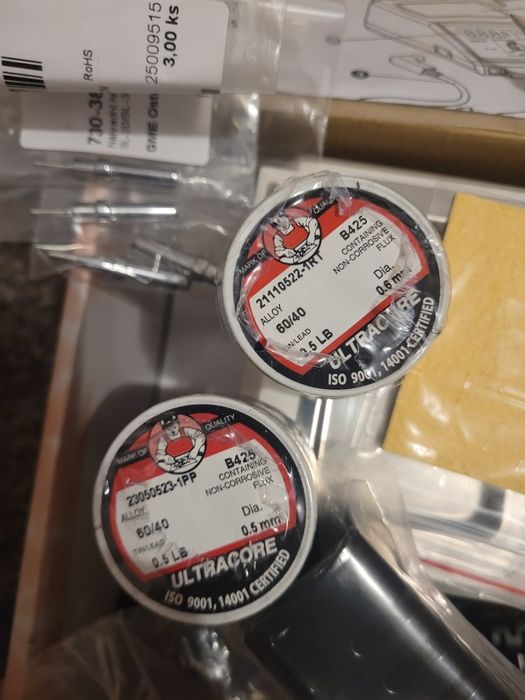 RoHS
25009515
3,00 ks
GME Ost
MARK OF QUALITY
B425
CONTAINING
NON-CORROSIVE
FLUX
21110522-1RT
ALLOY
60/40
TIN/LEAD
0.5 LB
Dia.
0.6 mm
ULTRACORE
ISO 9001, 14001 CERTIFIED
MARK OF QUALITY
B425
CONTAINING
NON-CORROSIVE
FLUX
23050523-1PP
ALLOY
60/40
TIN/LEAD
0.5 LB
Dia.
0.5 mm
ULTRACORE
ISO 9001, 14001 CERTIFIED